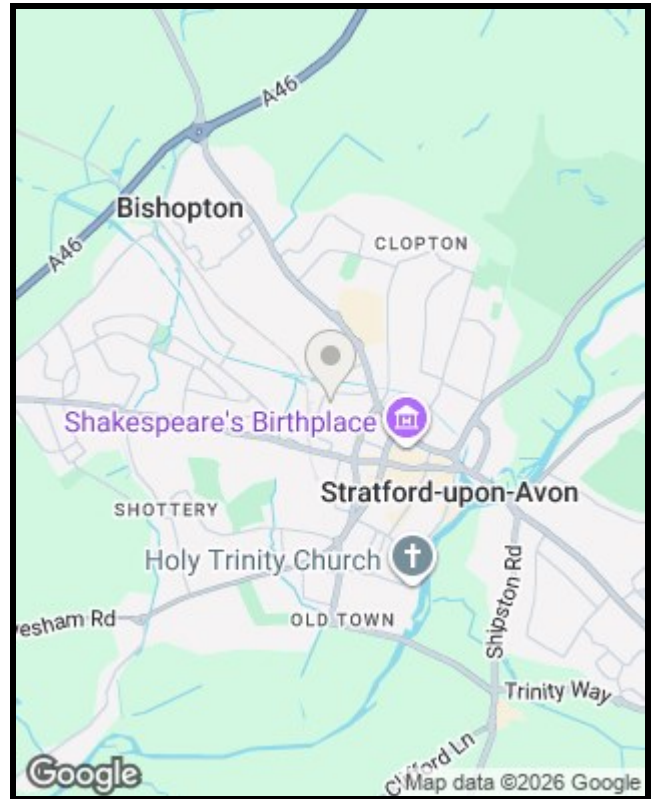 A46
Bishopton
CLOPTON
A46
Shakespeare's Birthplace
Stratford-upon-Avon
SHOTTERY
Holy Trinity Church
vesham Rd
OLD TOWN
Shipston Rd
Trinity Way
Clifford Ln
Google
Map data ©2026 Google